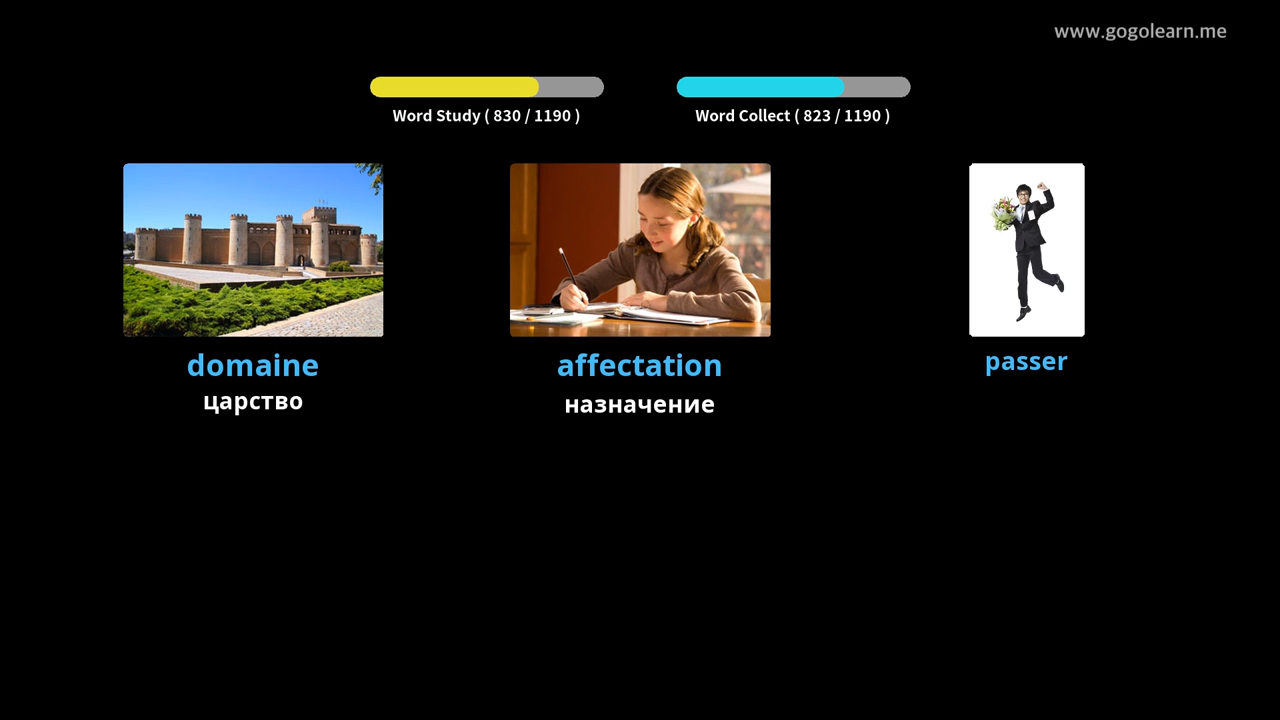 www.gogolearn.me
Word Study ( 830 / 1190 )
Word Collect ( 823 / 1190 )
domaine
царство
affectation
назначение
passer